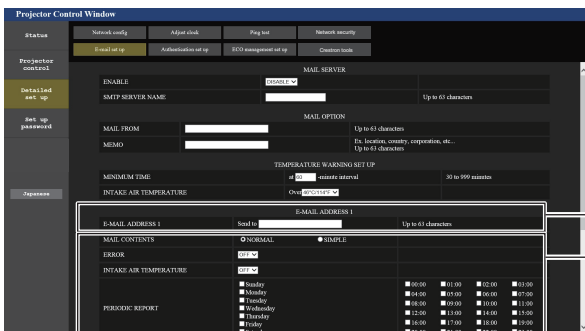 Projector Control Window
Status
Projector
control
Detailed
set up
Set up
password
Japanese
Network config
Adjust clock
Ping test
Network security
E-mail set up
Authentication set up
ECO management set up
Crestron tools
MAIL SERVER
ENABLE DISABLE
SMTP SERVER NAME Up to 63 characters
MAIL OPTION
MAIL FROM Up to 63 characters
MEMO Ex. location, country, corporation, etc...
Up to 63 characters
TEMPERATURE WARNING SET UP
MINIMUM TIME at 60 -minute interval 30 to 999 minutes
INTAKE AIR TEMPERATURE Over 46°C/114°F
E-MAIL ADDRESS 1
E-MAIL ADDRESS 1 Send to Up to 63 characters
MAIL CONTENTS NORMAL SIMPLE
ERROR OFF
INTAKE AIR TEMPERATURE OFF
PERIODIC REPORT
Sunday 00:00 01:00 02:00 03:00
Monday 04:00 05:00 06:00 07:00
Tuesday 08:00 09:00 10:00 11:00
Wednesday 12:00 13:00 14:00 15:00
Thursday 16:00 17:00 18:00 19:00
Friday